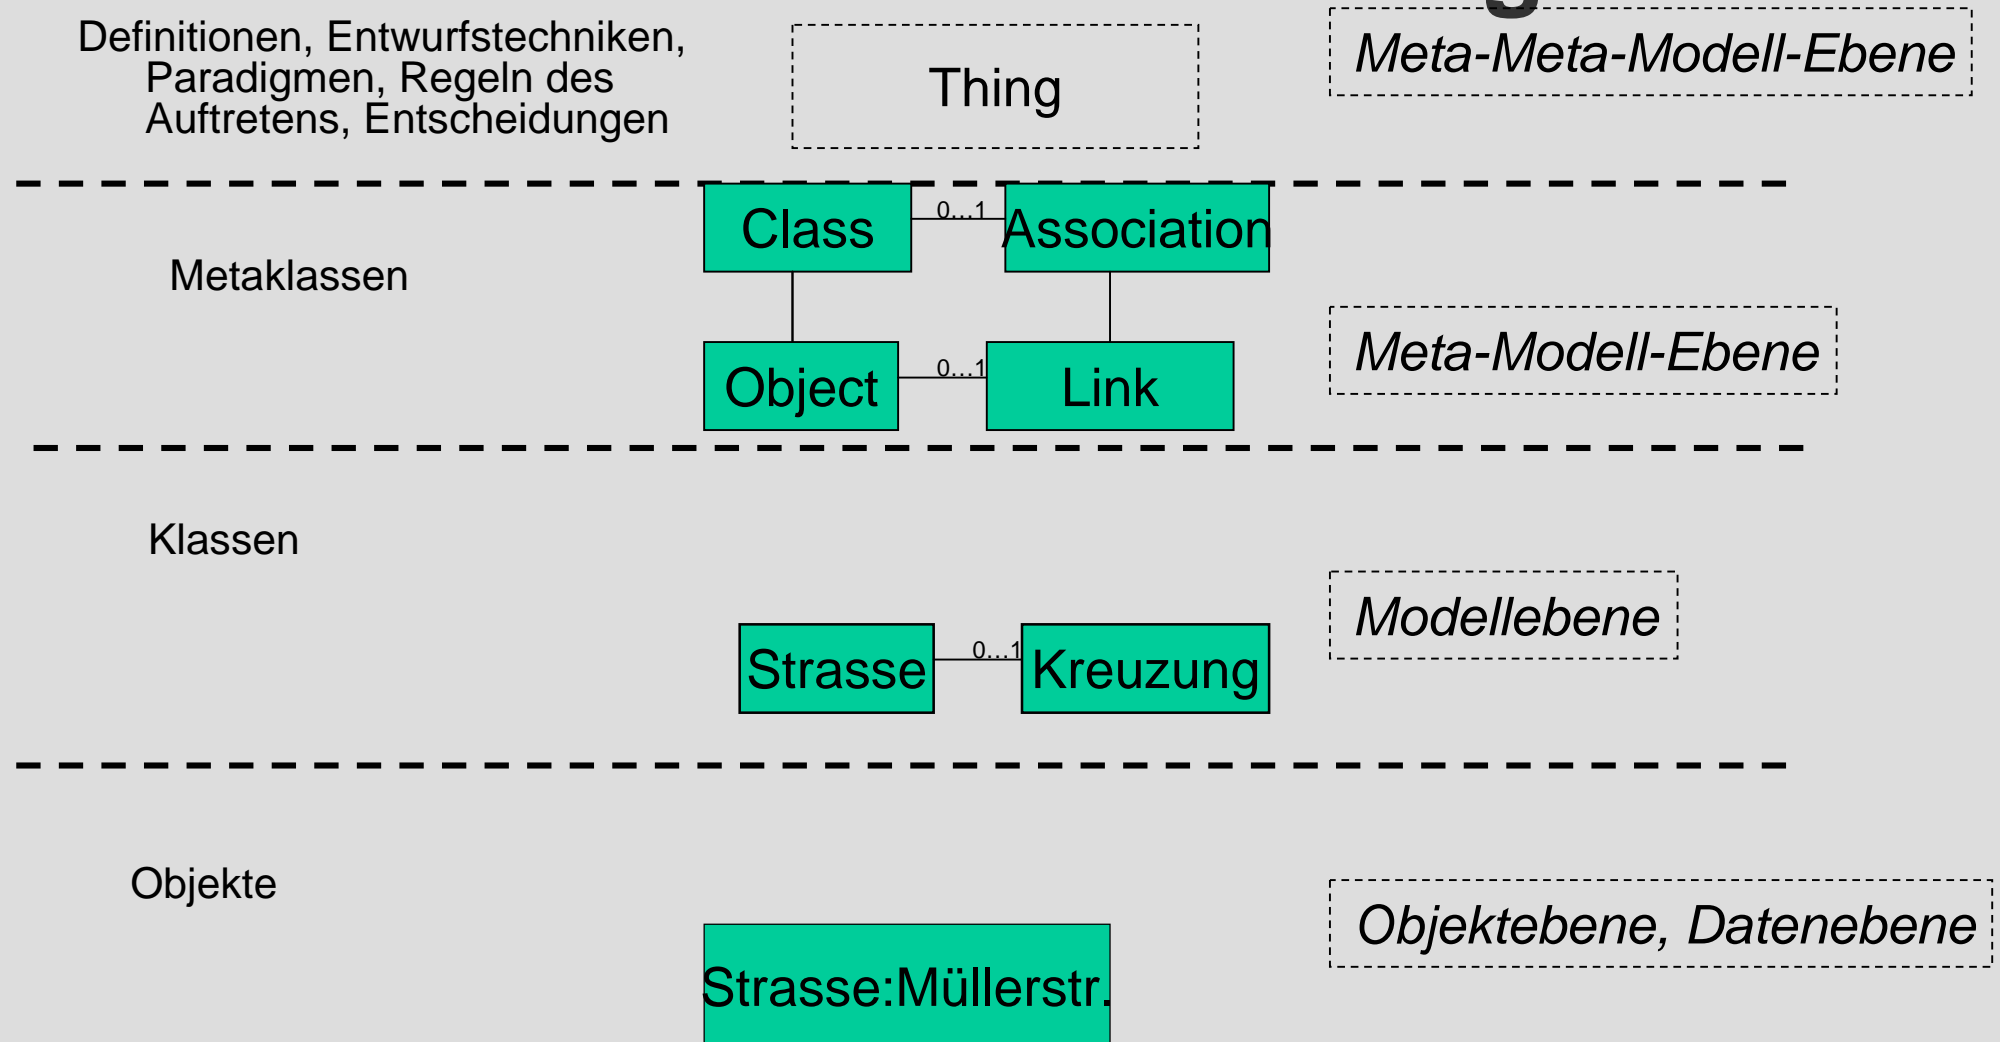 Definitionen, Entwurfstechniken,
Paradigmen, Regeln des
Auftretens, Entscheidungen
Thing
Meta-Meta-Modell-Ebene
Class
0...1
Association
Metaklassen
Meta-Modell-Ebene
Object
0...1
Link
Klassen
Modellebene
Strasse
0...1
Kreuzung
Objekte
Objektebene, Datenebene
Strasse:Müllerstr.